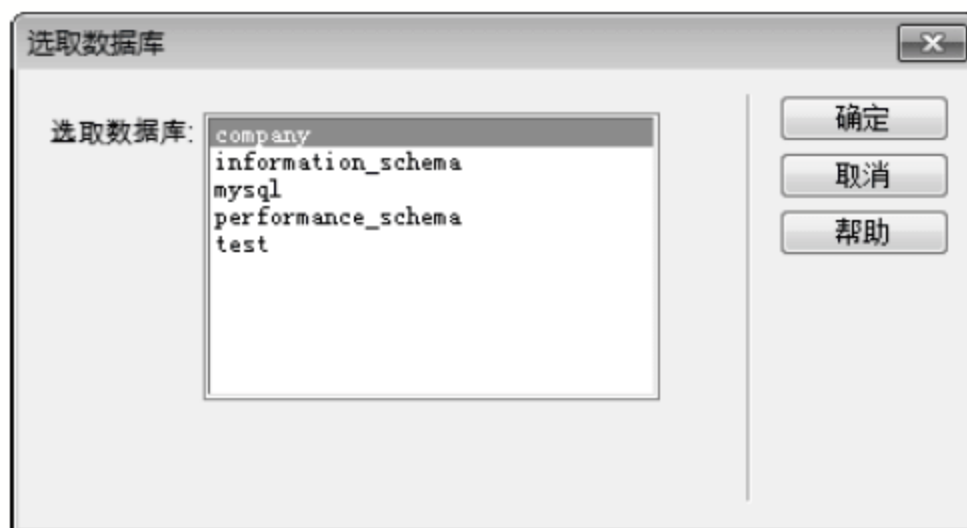 选取数据库
选取数据库:
company
information_schema
mysql
performance_schema
test
确定
取消
帮助